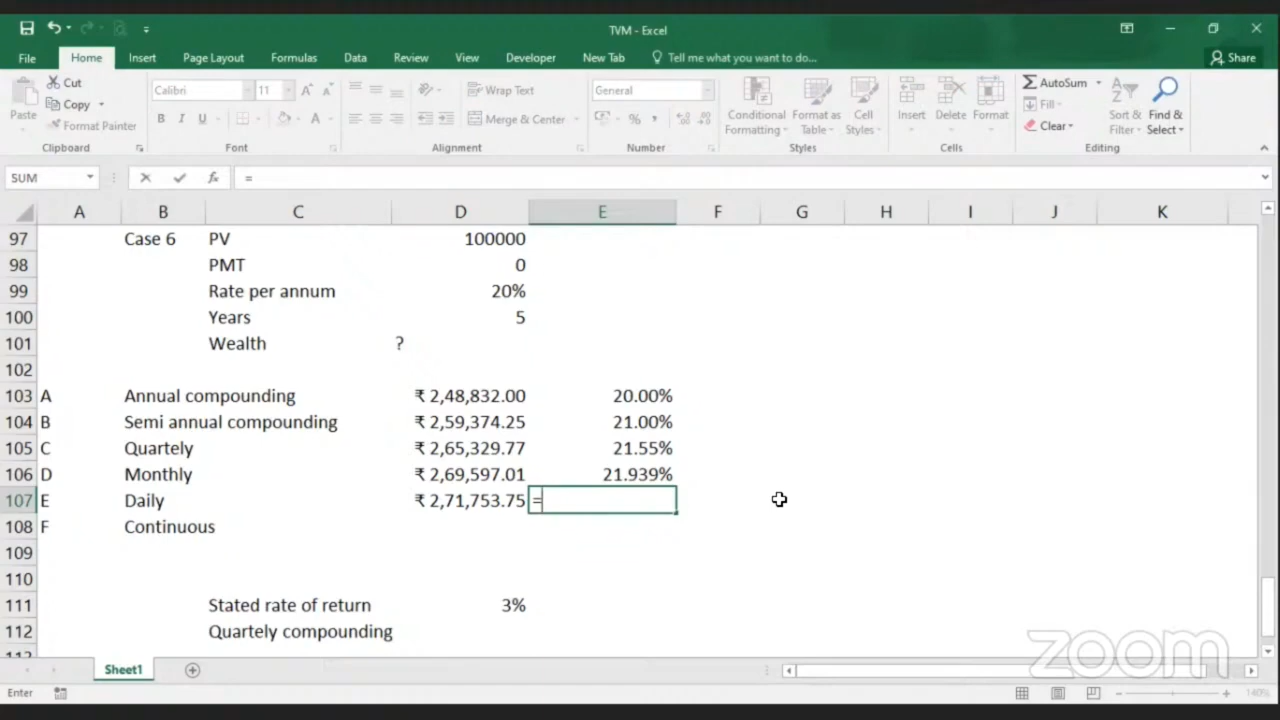 TVM - Excel
File Home Insert Page Layout Formulas Data Review View Developer New Tab Tell me what you want to do... Share
Paste Cut Copy Format Painter Clipboard
Calibri 11 A A B I U A Font
Wrap Text Merge & Center Alignment
General % , Number
Conditional Formatting Format as Table Cell Styles Styles
Insert Delete Format Cells
AutoSum Fill Clear Sort & Filter Find & Select Editing
SUM fx =
A B C D E F G H I J K
97 Case 6 PV 100000
98 PMT 0
99 Rate per annum 20%
100 Years 5
101 Wealth ?
102
103 A Annual compounding ₹ 2,48,832.00 20.00%
104 B Semi annual compounding ₹ 2,59,374.25 21.00%
105 C Quartely ₹ 2,65,329.77 21.55%
106 D Monthly ₹ 2,69,597.01 21.939%
107 E Daily ₹ 2,71,753.75 =
108 F Continuous
109
110
111 Stated rate of return 3%
112 Quartely compounding
zoom
Sheet1
Enter 140%